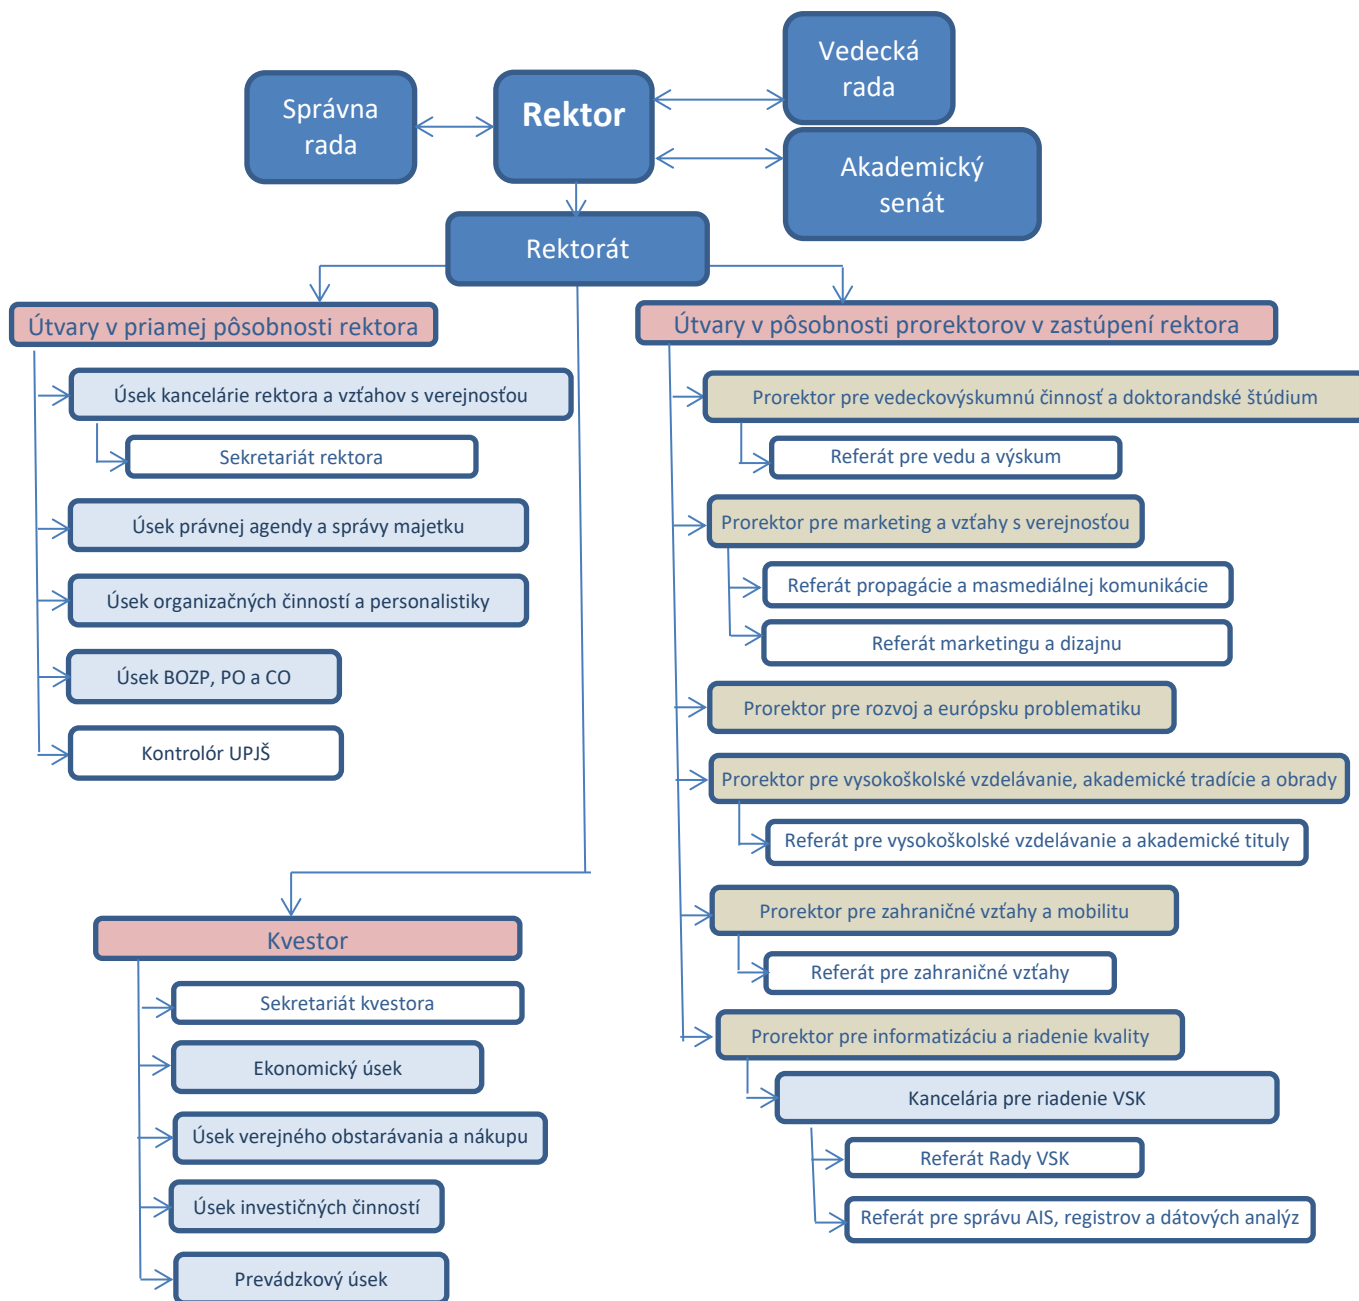 Vedecká
rada
Správna
rada
Rektor
Akademický
senát
Rektorát
Útvary v priamej pôsobnosti rektora
Úsek kancelárie rektora a vzťahov s verejnosťou
Sekretariát rektora
Úsek právnej agendy a správy majetku
Úsek organizačných činností a personalistiky
Úsek BOZP, PO a CO
Kontrolór UPJŠ
Kvestor
Sekretariát kvestora
Ekonomický úsek
Úsek verejného obstarávania a nákupu
Úsek investičných činností
Prevádzkový úsek
Útvary v pôsobnosti prorektorov v zastúpení rektora
Prorektor pre vedeckovýskumnú činnosť a doktorandské štúdium
Referát pre vedu a výskum
Prorektor pre marketing a vzťahy s verejnosťou
Referát propagácie a masmediálnej komunikácie
Referát marketingu a dizajnu
Prorektor pre rozvoj a európsku problematiku
Prorektor pre vysokoškolské vzdelávanie, akademické tradície a obrady
Referát pre vysokoškolské vzdelávanie a akademické tituly
Prorektor pre zahraničné vzťahy a mobilitu
Referát pre zahraničné vzťahy
Prorektor pre informatizáciu a riadenie kvality
Kancelária pre riadenie VSK
Referát Rady VSK
Referát pre správu AIS, registrov a dátových analýz